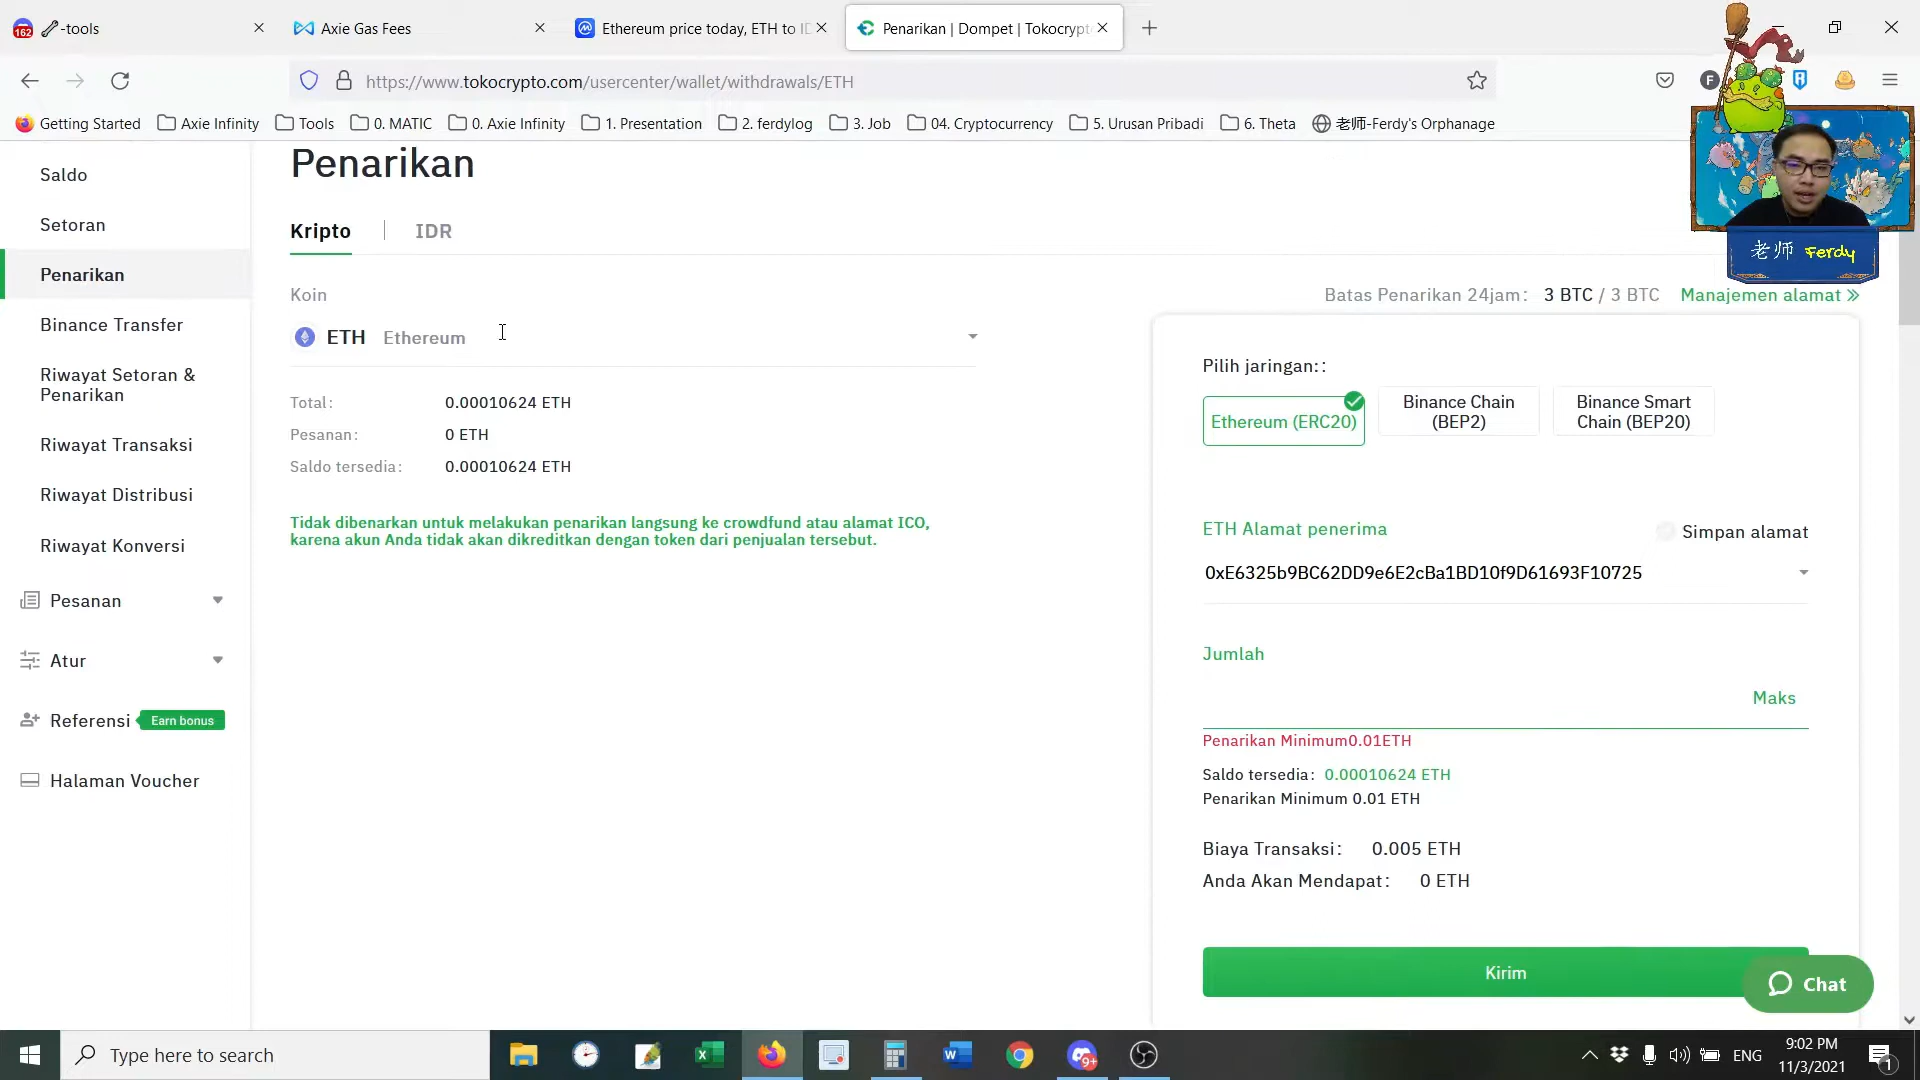 162
-tools
Axie Gas Fees
Ethereum price today, ETH to ID
Penarikan | Dompet | Tokocrypt
https://www.tokocrypto.com/usercenter/wallet/withdrawals/ETH
F
Getting Started
Axie Infinity
Tools
0. MATIC
0. Axie Infinity
1. Presentation
2. ferdylog
3. Job
04. Cryptocurrency
5. Urusan Pribadi
6. Theta
老师-Ferdy's Orphanage
老师 Ferdy
Saldo
Setoran
Penarikan
Binance Transfer
Riwayat Setoran &
Penarikan
Riwayat Transaksi
Riwayat Distribusi
Riwayat Konversi
Pesanan
Atur
Referensi
Earn bonus
Halaman Voucher
Penarikan
Kripto
IDR
Koin
Batas Penarikan 24jam: 3 BTC / 3 BTC
Manajemen alamat
ETH Ethereum
Total: 0.00010624 ETH
Pesanan: 0 ETH
Saldo tersedia: 0.00010624 ETH
Tidak dibenarkan untuk melakukan penarikan langsung ke crowdfund atau alamat ICO,
karena akun Anda tidak akan dikreditkan dengan token dari penjualan tersebut.
Pilih jaringan::
Ethereum (ERC20)
Binance Chain
(BEP2)
Binance Smart
Chain (BEP20)
ETH Alamat penerima
Simpan alamat
0xE6325b9BC62DD9e6E2cBa1BD10f9D61693F10725
Jumlah
Maks
Penarikan Minimum0.01ETH
Saldo tersedia: 0.00010624 ETH
Penarikan Minimum 0.01 ETH
Biaya Transaksi: 0.005 ETH
Anda Akan Mendapat: 0 ETH
Kirim
Chat
Type here to search
9+
ENG
9:02 PM
11/3/2021
1